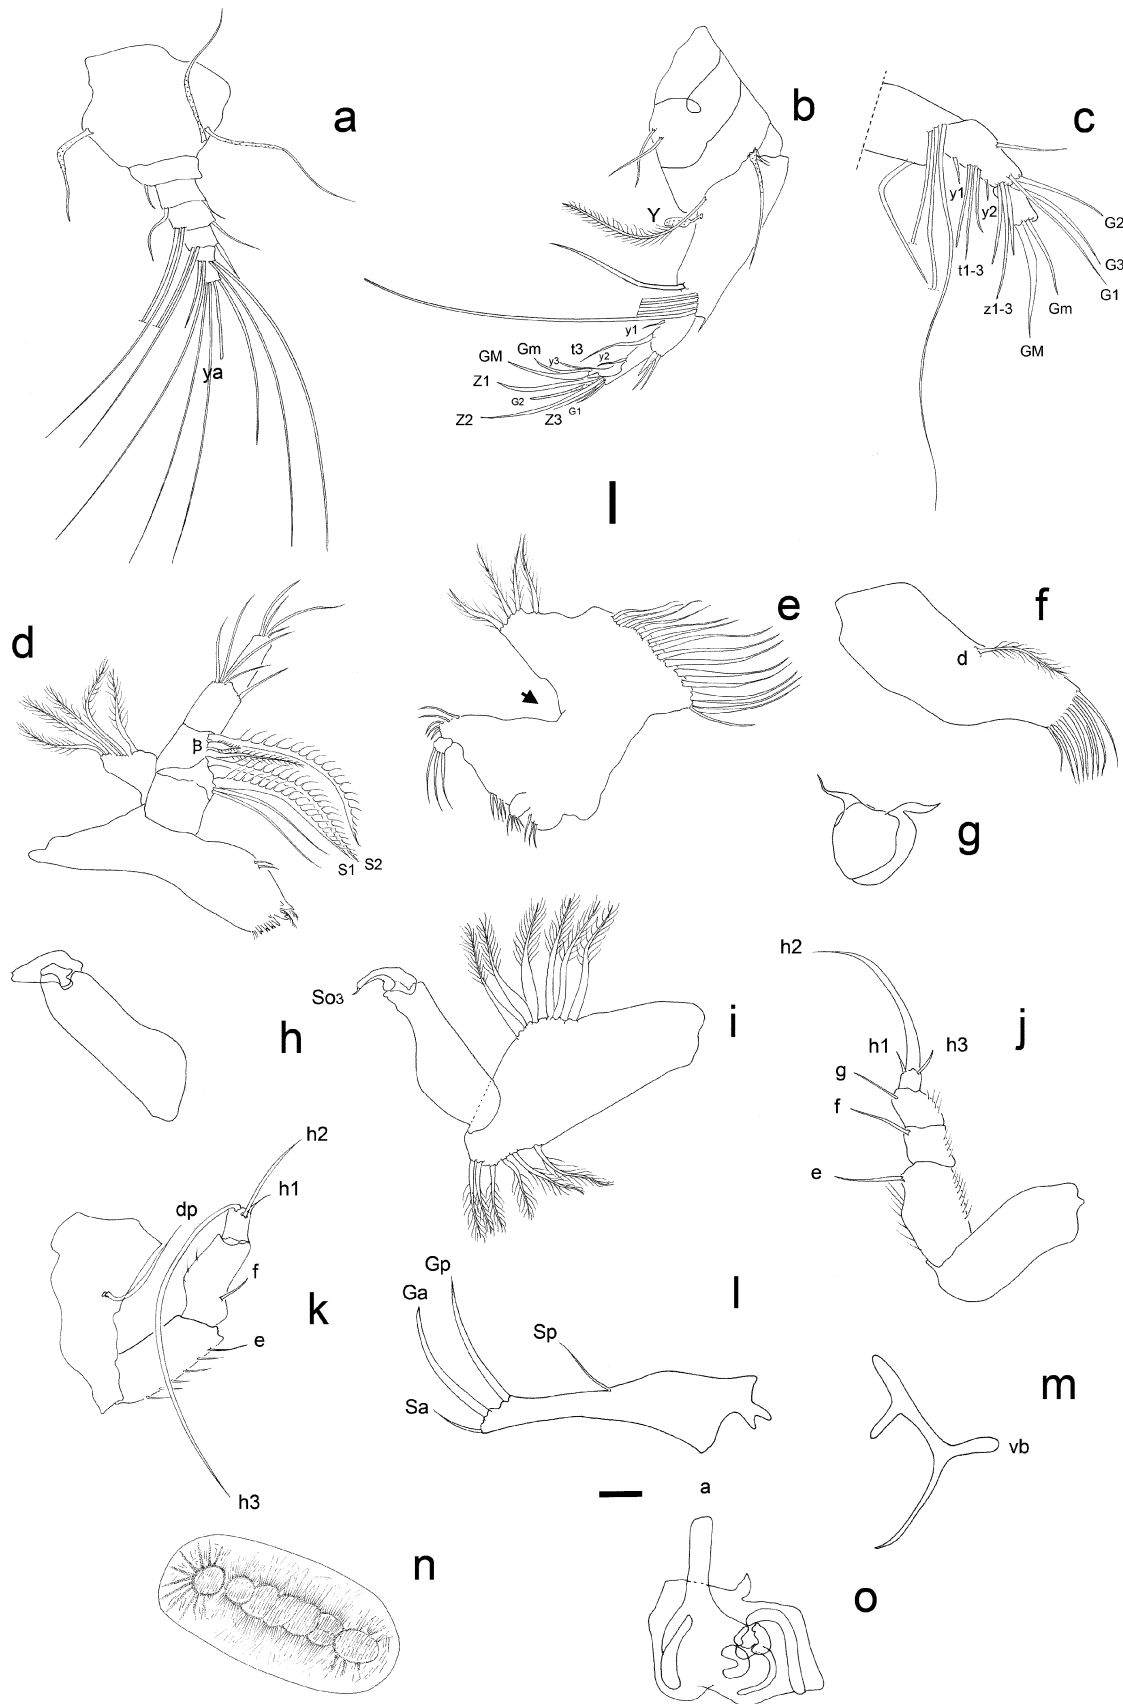 a
b
c
Y
y1
y2
t1-3
z1-3
G2
G3
G1
Gm
GM
y1
t3
Gm
y3
y2
GM
Z1
G2
G1
Z2
Z3
ya
d
e
f
d
β
S1
S2
g
h
So3
i
h2
h1
h3
g
f
e
j
h2
h1
dp
f
e
k
h3
Gp
Ga
Sp
Sa
l
m
vb
a
n
o